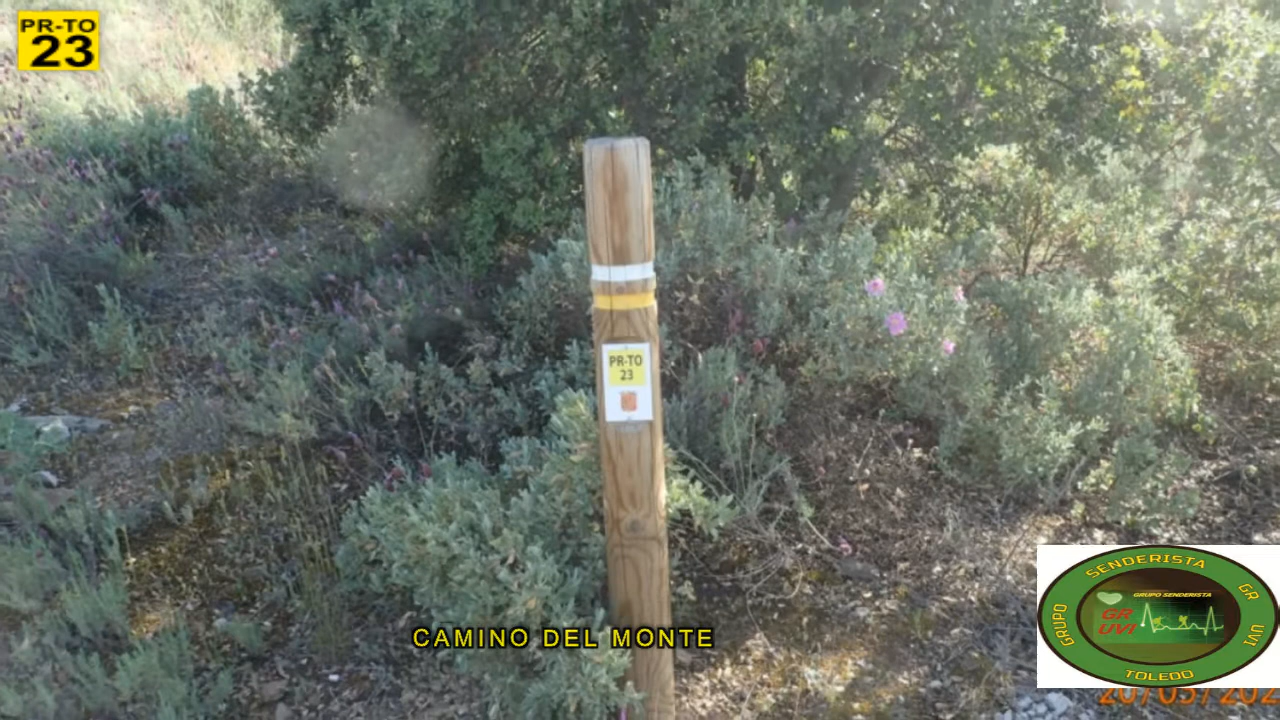 PR-TO
23
PR-TO
23
CAMINO DEL MONTE
GRUPO SENDERISTA GR UVI
TOLEDO
GRUPO SENDERISTA
GR
UVI